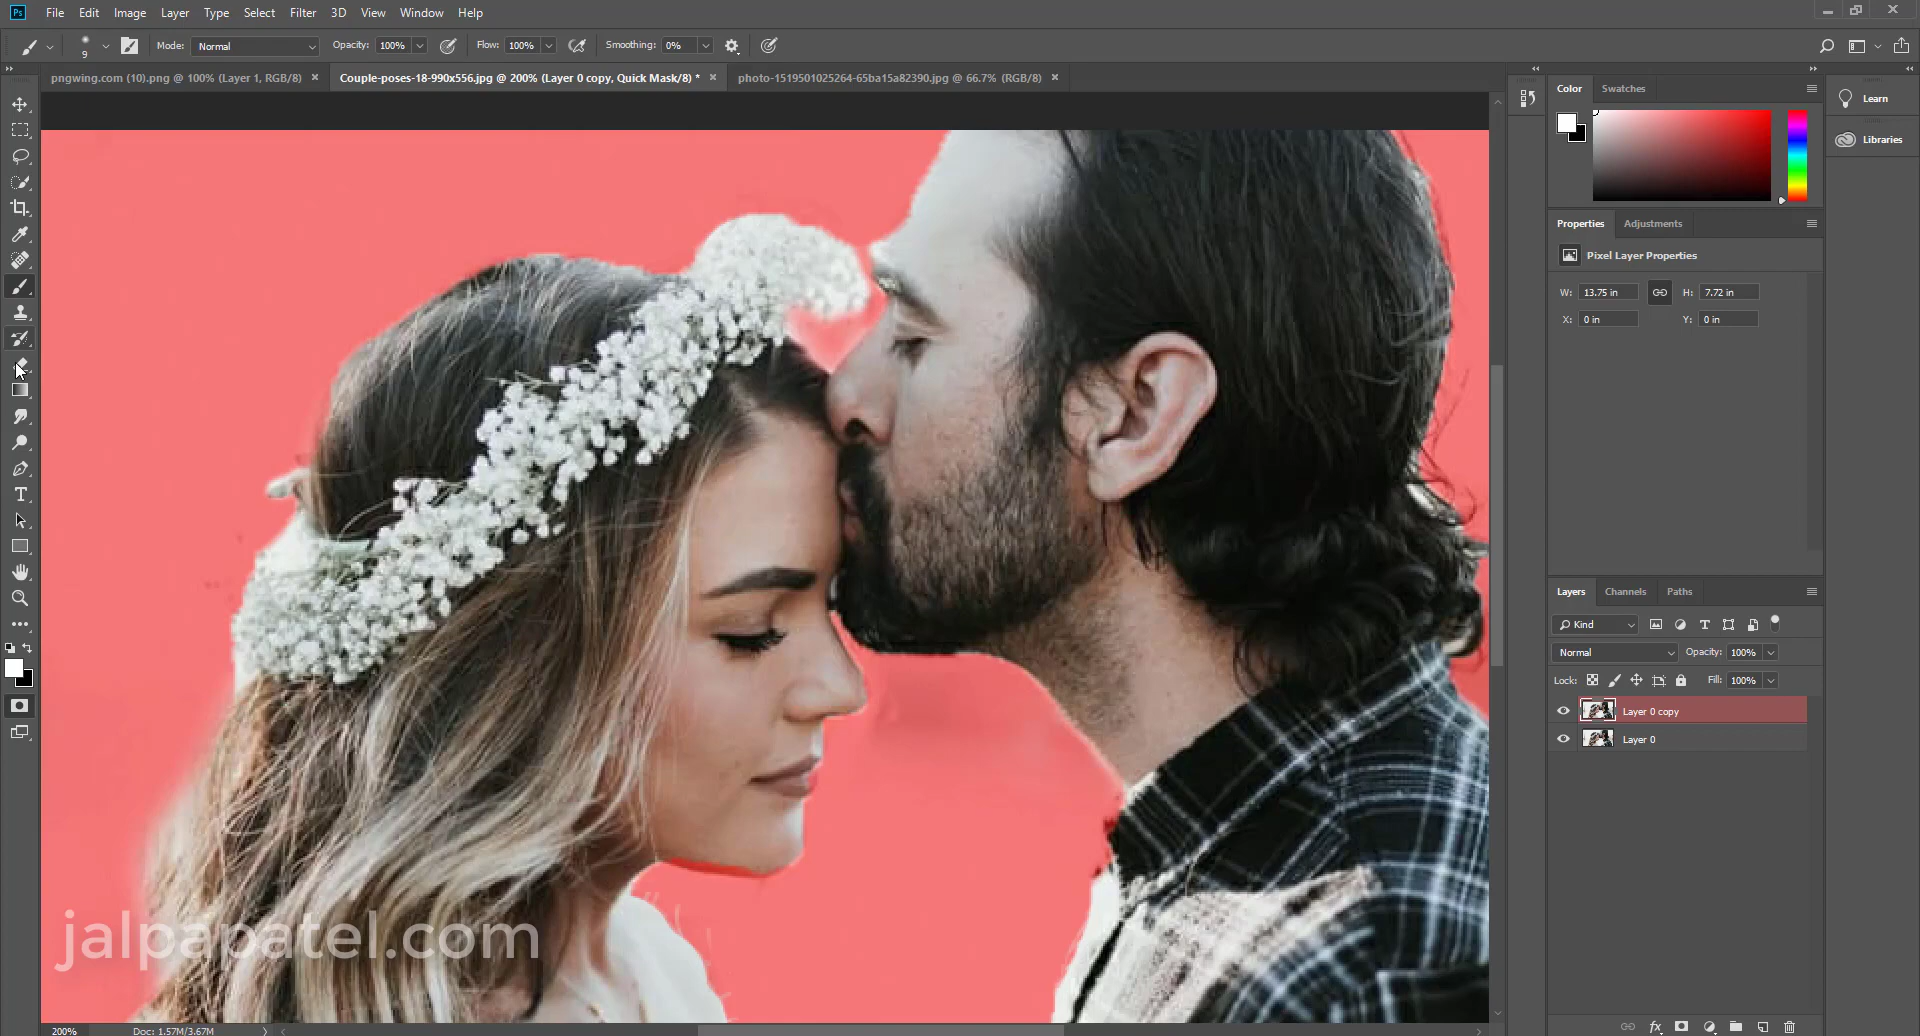 Ps File Edit Image Layer Type Select Filter 3D View Window Help
9 Mode: Normal Opacity: 100% Flow: 100% Smoothing: 0%
pngwing.com (10).png @ 100% (Layer 1, RGB/8) × Couple-poses-18-990x556.jpg @ 200% (Layer 0 copy, Quick Mask/8) * × photo-1519501025264-65ba15a82390.jpg @ 66.7% (RGB/8) ×
Color Swatches
Learn
Libraries
Properties Adjustments
Pixel Layer Properties
W: 13.75 in H: 7.72 in
X: 0 in Y: 0 in
Layers Channels Paths
Kind
Normal Opacity: 100%
Lock: Fill: 100%
Layer 0 copy
Layer 0
jalpapatel.com
200% Doc: 1.57M/3.67M